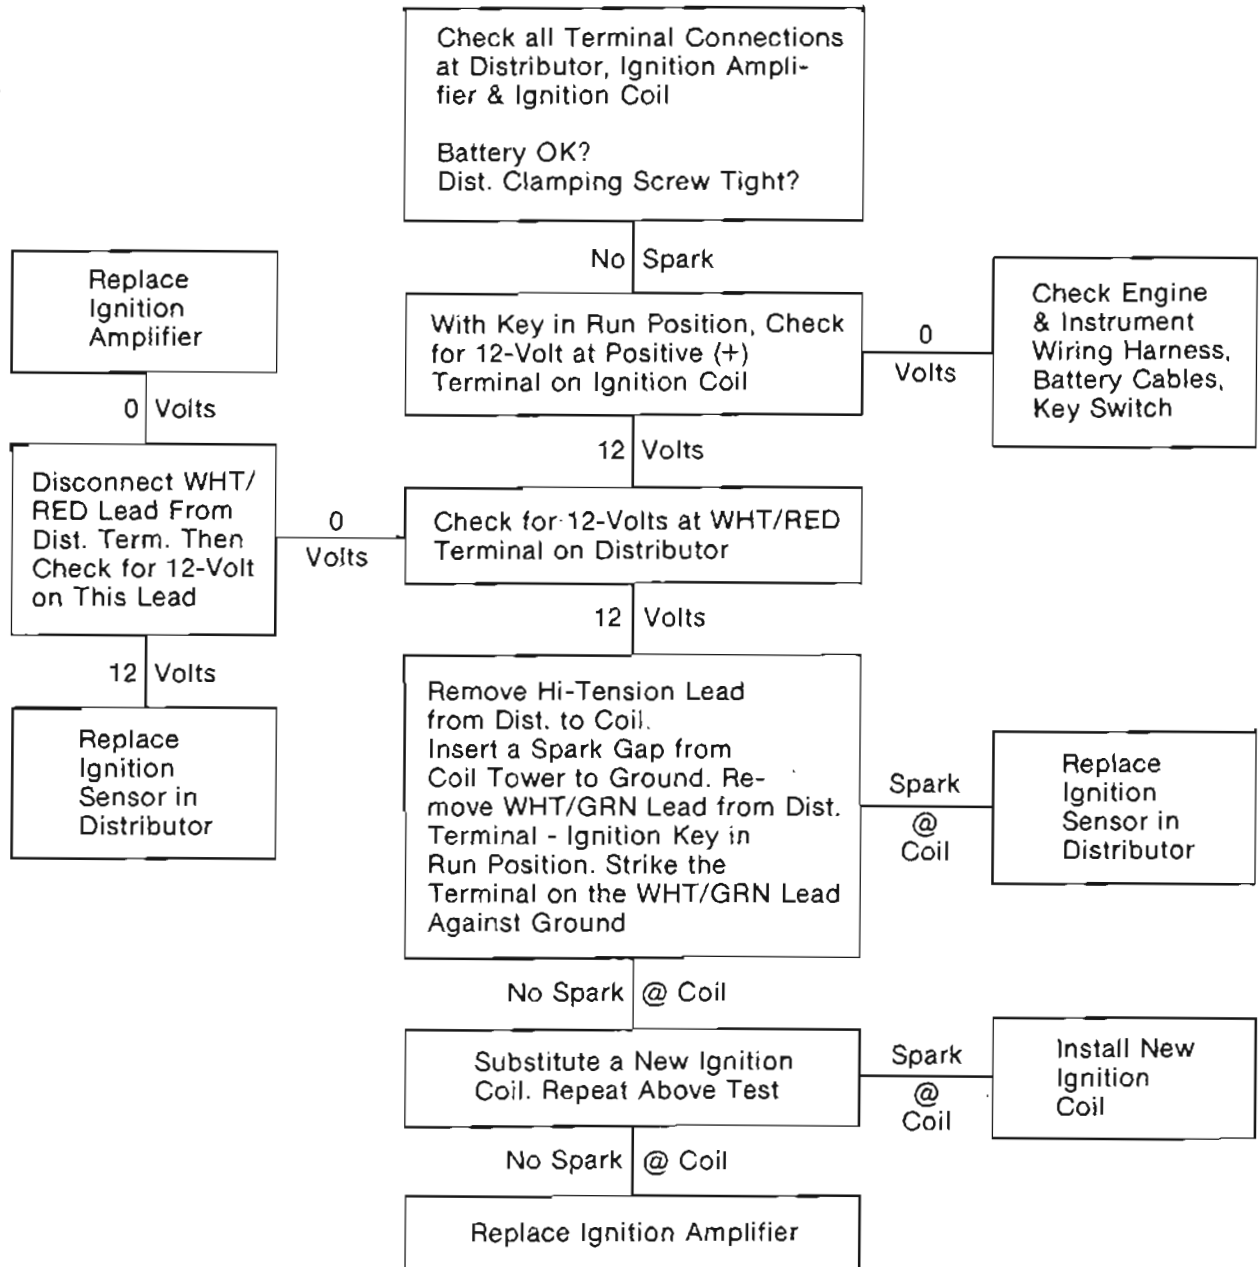 Check all Terminal Connections
at Distributor, Ignition Ampli-
fier & Ignition Coil
Battery OK?
Dist. Clamping Screw Tight?
No Spark
With Key in Run Position, Check
for 12-Volt at Positive (+)
Terminal on Ignition Coil
0
Volts
Check Engine
& Instrument
Wiring Harness,
Battery Cables,
Key Switch
12 Volts
Check for 12-Volts at WHT/RED
Terminal on Distributor
0
Volts
Disconnect WHT/
RED Lead From
Dist. Term. Then
Check for 12-Volt
on This Lead
0 Volts
Replace
Ignition
Amplifier
12 Volts
Replace
Ignition
Sensor in
Distributor
12 Volts
Remove Hi-Tension Lead
from Dist. to Coil.
Insert a Spark Gap from
Coil Tower to Ground. Re-
move WHT/GRN Lead from Dist.
Terminal - Ignition Key in
Run Position. Strike the
Terminal on the WHT/GRN Lead
Against Ground
Spark
@
Coil
Replace
Ignition
Sensor in
Distributor
No Spark @ Coil
Substitute a New Ignition
Coil. Repeat Above Test
Spark
@
Coil
Install New
Ignition
Coil
No Spark @ Coil
Replace Ignition Amplifier